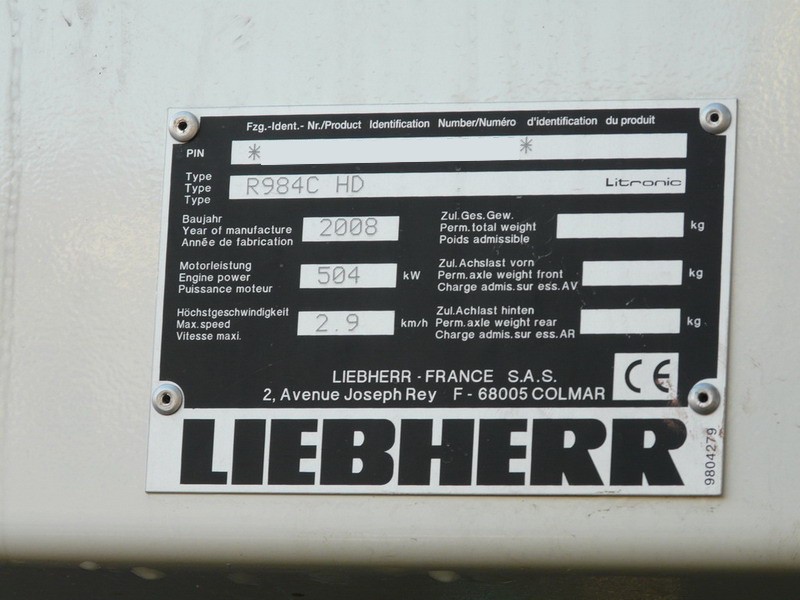 Fzg.-Ident.- Nr./Product Identification Number/Numéro d'identification du produit
PIN * *
Type
Type R984C HD Litronic
Type
Baujahr
Year of manufacture 2008
Année de fabrication
Zul.Ges.Gew.
Perm.total weight kg
Poids admissible
Motorleistung
Engine power 504 kW
Puissance moteur
Zul.Achslast vorn
Perm.axle weight front kg
Charge admis.sur ess.AV
Höchstgeschwindigkeit
Max.speed 2.9 km/h
Vitesse maxi.
Zul.Achlast hinten
Perm.axle weight rear kg
Charge admis.sur ess.AR
LIEBHERR - FRANCE S.A.S.
2, Avenue Joseph Rey F - 68005 COLMAR
CE
LIEBHERR
9804279